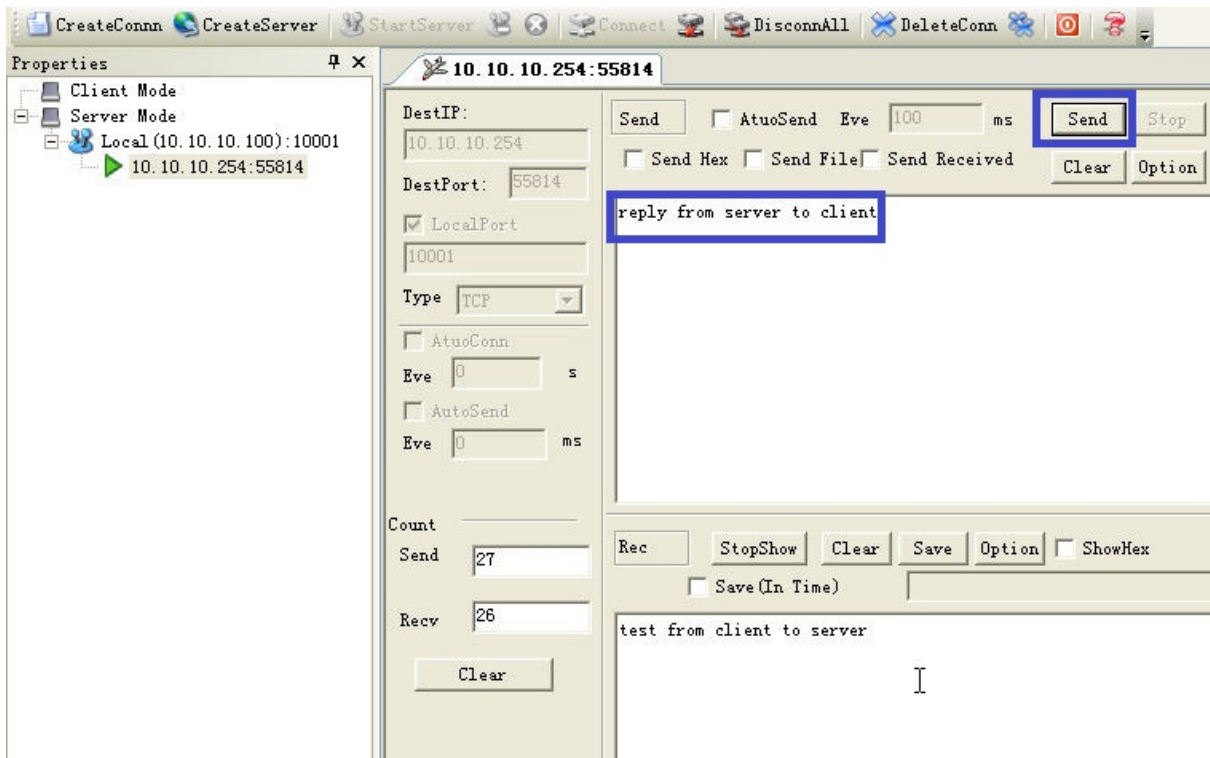 CreateConnn CreateServer StartServer Connect DisconnAll DeleteConn
Properties
Client Mode
Server Mode
Local(10.10.10.100):10001
10.10.10.254:55814
10.10.10.254:55814
DestIP:
10.10.10.254
DestPort: 55814
LocalPort
10001
Type TCP
AtuoConn
Eve 0 s
AutoSend
Eve 0 ms
Count
Send 27
Recv 26
Clear
Send AtuoSend Eve 100 ms Send Stop
Send Hex Send File Send Received Clear Option
reply from server to client
Rec StopShow Clear Save Option ShowHex
Save(In Time)
test from client to server